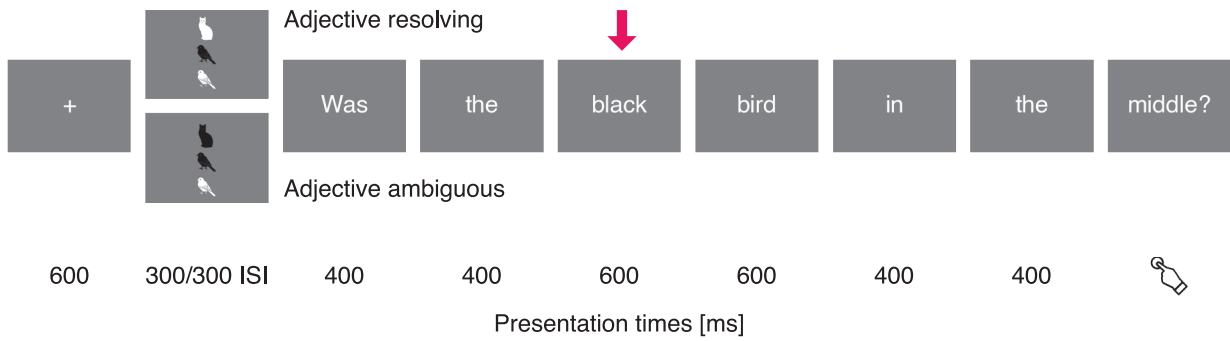 Adjective resolving
+
Was
the
black
bird
in
the
middle?
Adjective ambiguous
600
300/300 ISI
400
400
600
600
400
400
Presentation times [ms]